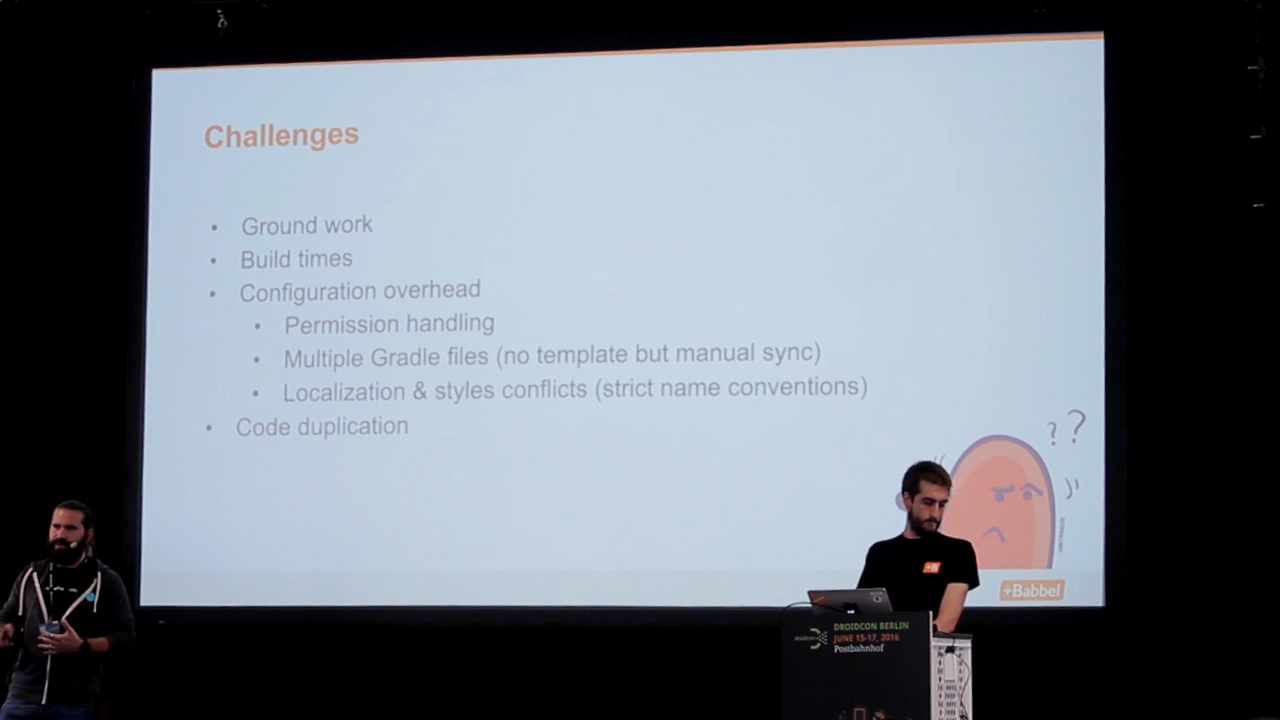 Challenges
• Ground work
• Build times
• Configuration overhead
• Permission handling
• Multiple Gradle files (no template but manual sync)
• Localization & styles conflicts (strict name conventions)
• Code duplication
? ?
+B
+Babbel
droidcon
DROIDCON BERLIN
JUNE 15-17, 2016
Postbahnhof